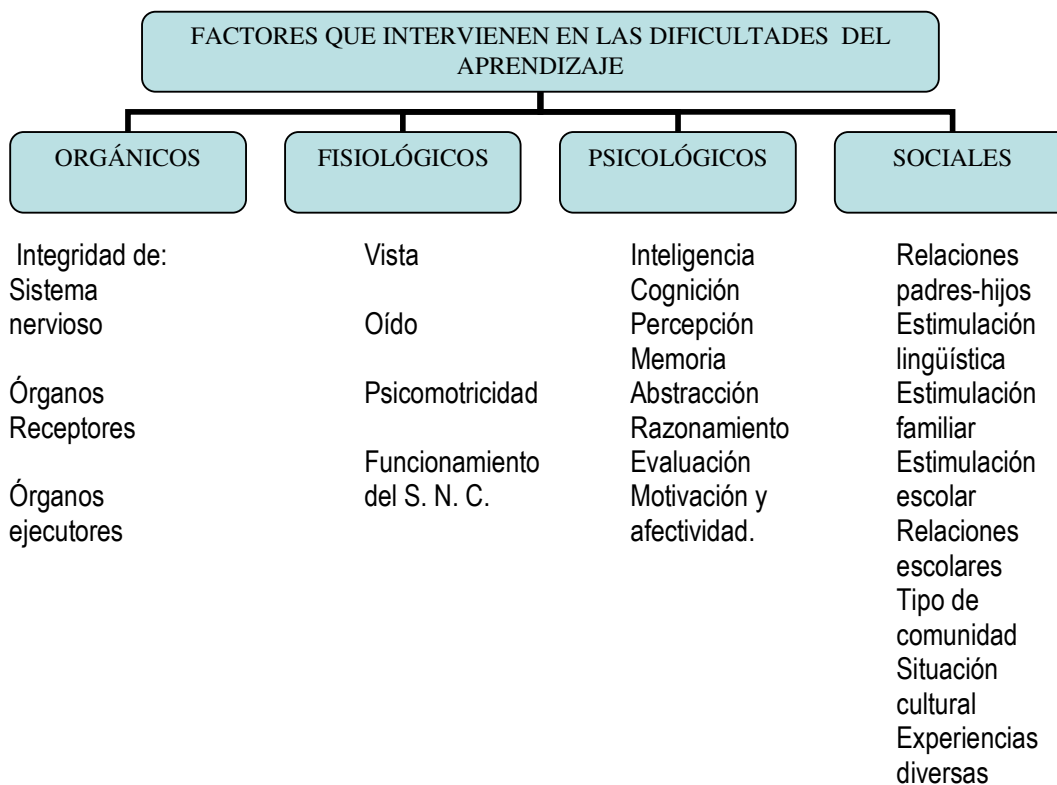 FACTORES QUE INTERVIENEN EN LAS DIFICULTADES DEL
APRENDIZAJE
ORGÁNICOS
FISIOLÓGICOS
PSICOLÓGICOS
SOCIALES
Integridad de:
Sistema
nervioso
Órganos
Receptores
Órganos
ejecutores
Vista
Oído
Psicomotricidad
Funcionamiento
del S. N. C.
Inteligencia
Cognición
Percepción
Memoria
Abstracción
Razonamiento
Evaluación
Motivación y
afectividad.
Relaciones
padres-hijos
Estimulación
lingüística
Estimulación
familiar
Estimulación
escolar
Relaciones
escolares
Tipo de
comunidad
Situación
cultural
Experiencias
diversas